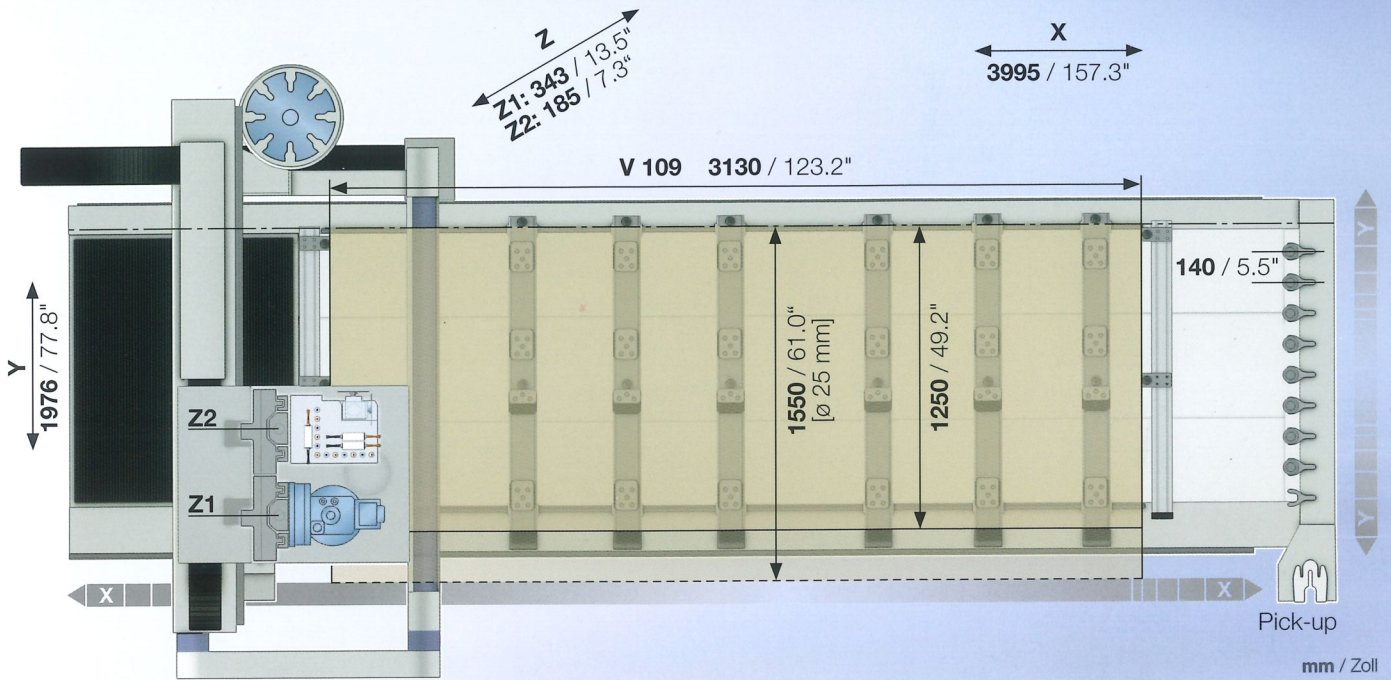 Z
Z1: 343 / 13.5"
Z2: 185 / 7.3“
X
3995 / 157.3"
V 109 3130 / 123.2"
Y
1976 / 77.8"
1550 / 61.0“
[ø 25 mm]
1250 / 49.2"
140 / 5.5"
Y
Y
Z2
Z1
X
X
Pick-up
mm / Zoll